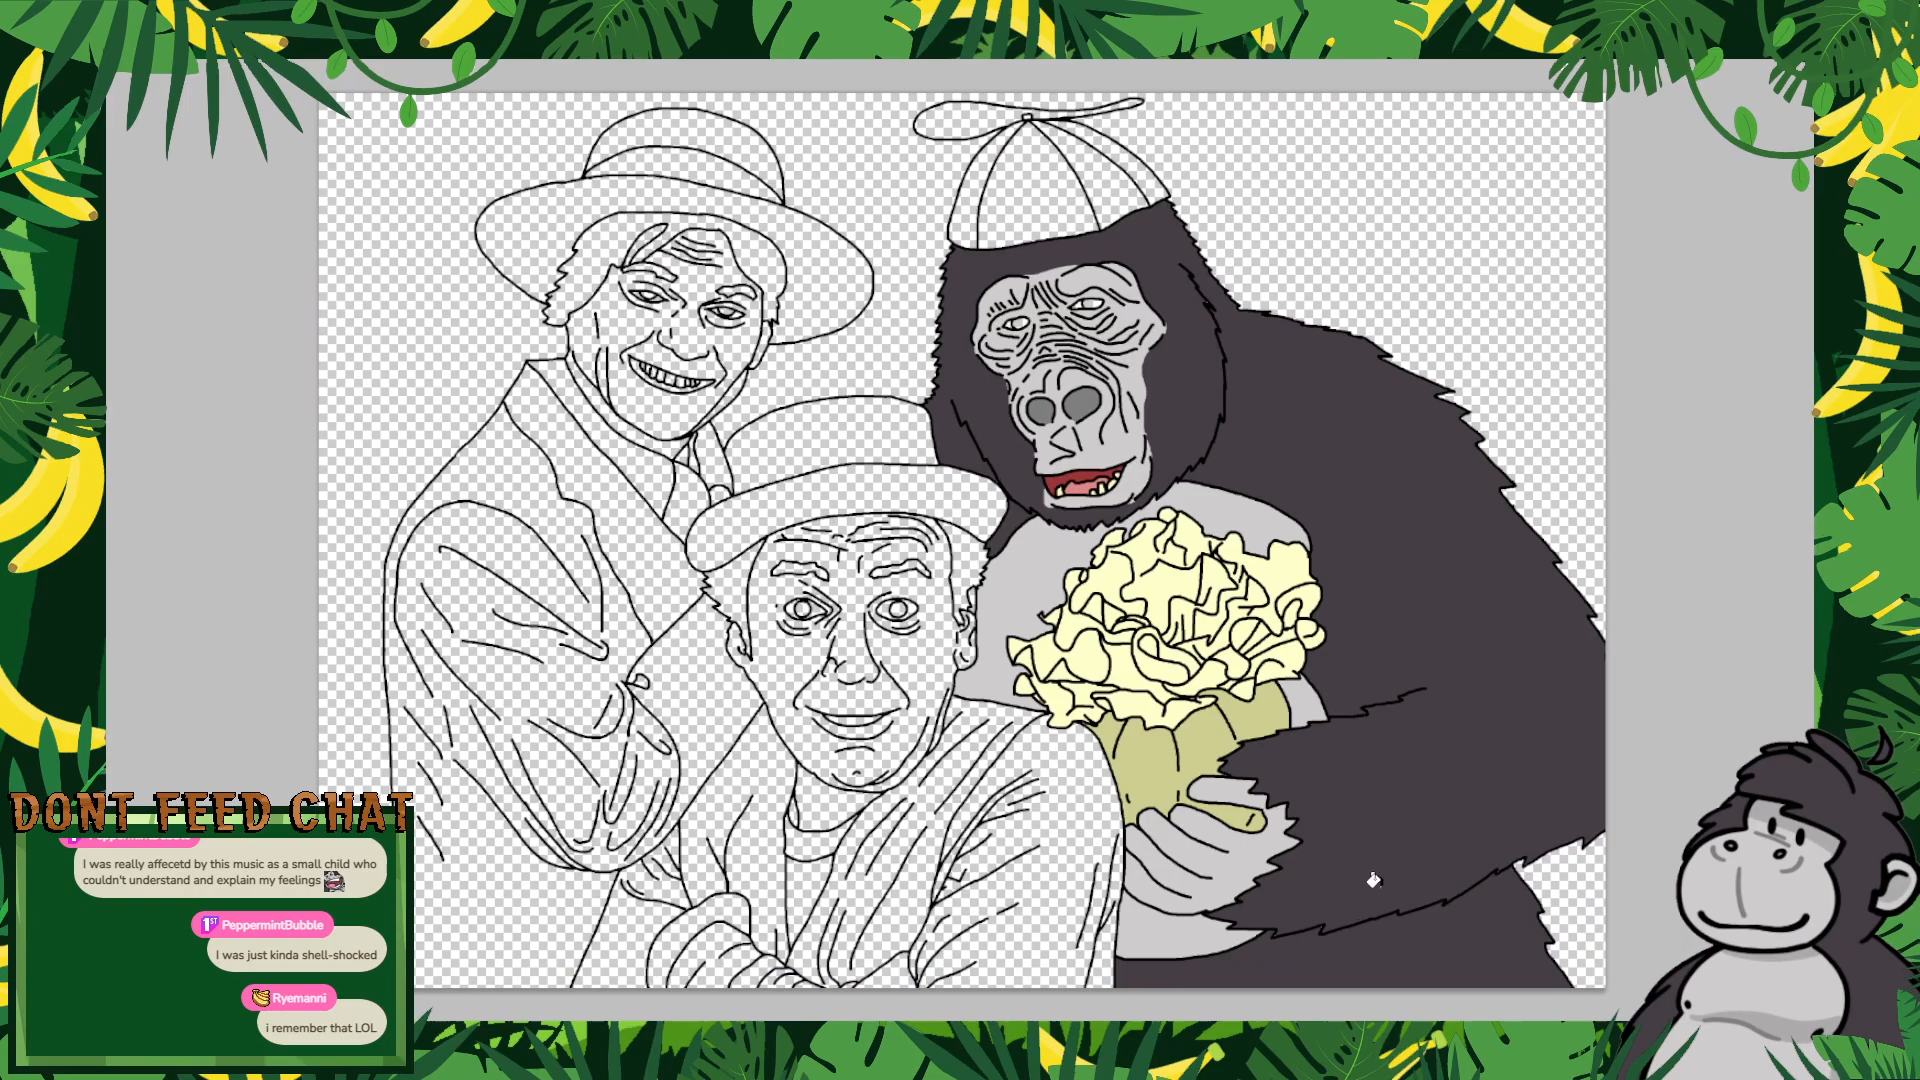 DONT FEED CHAT
I was really affecetd by this music as a small child who
couldn't understand and explain my feelings
1ST PeppermintBubble
I was just kinda shell-shocked
Ryemanni
i remember that LOL